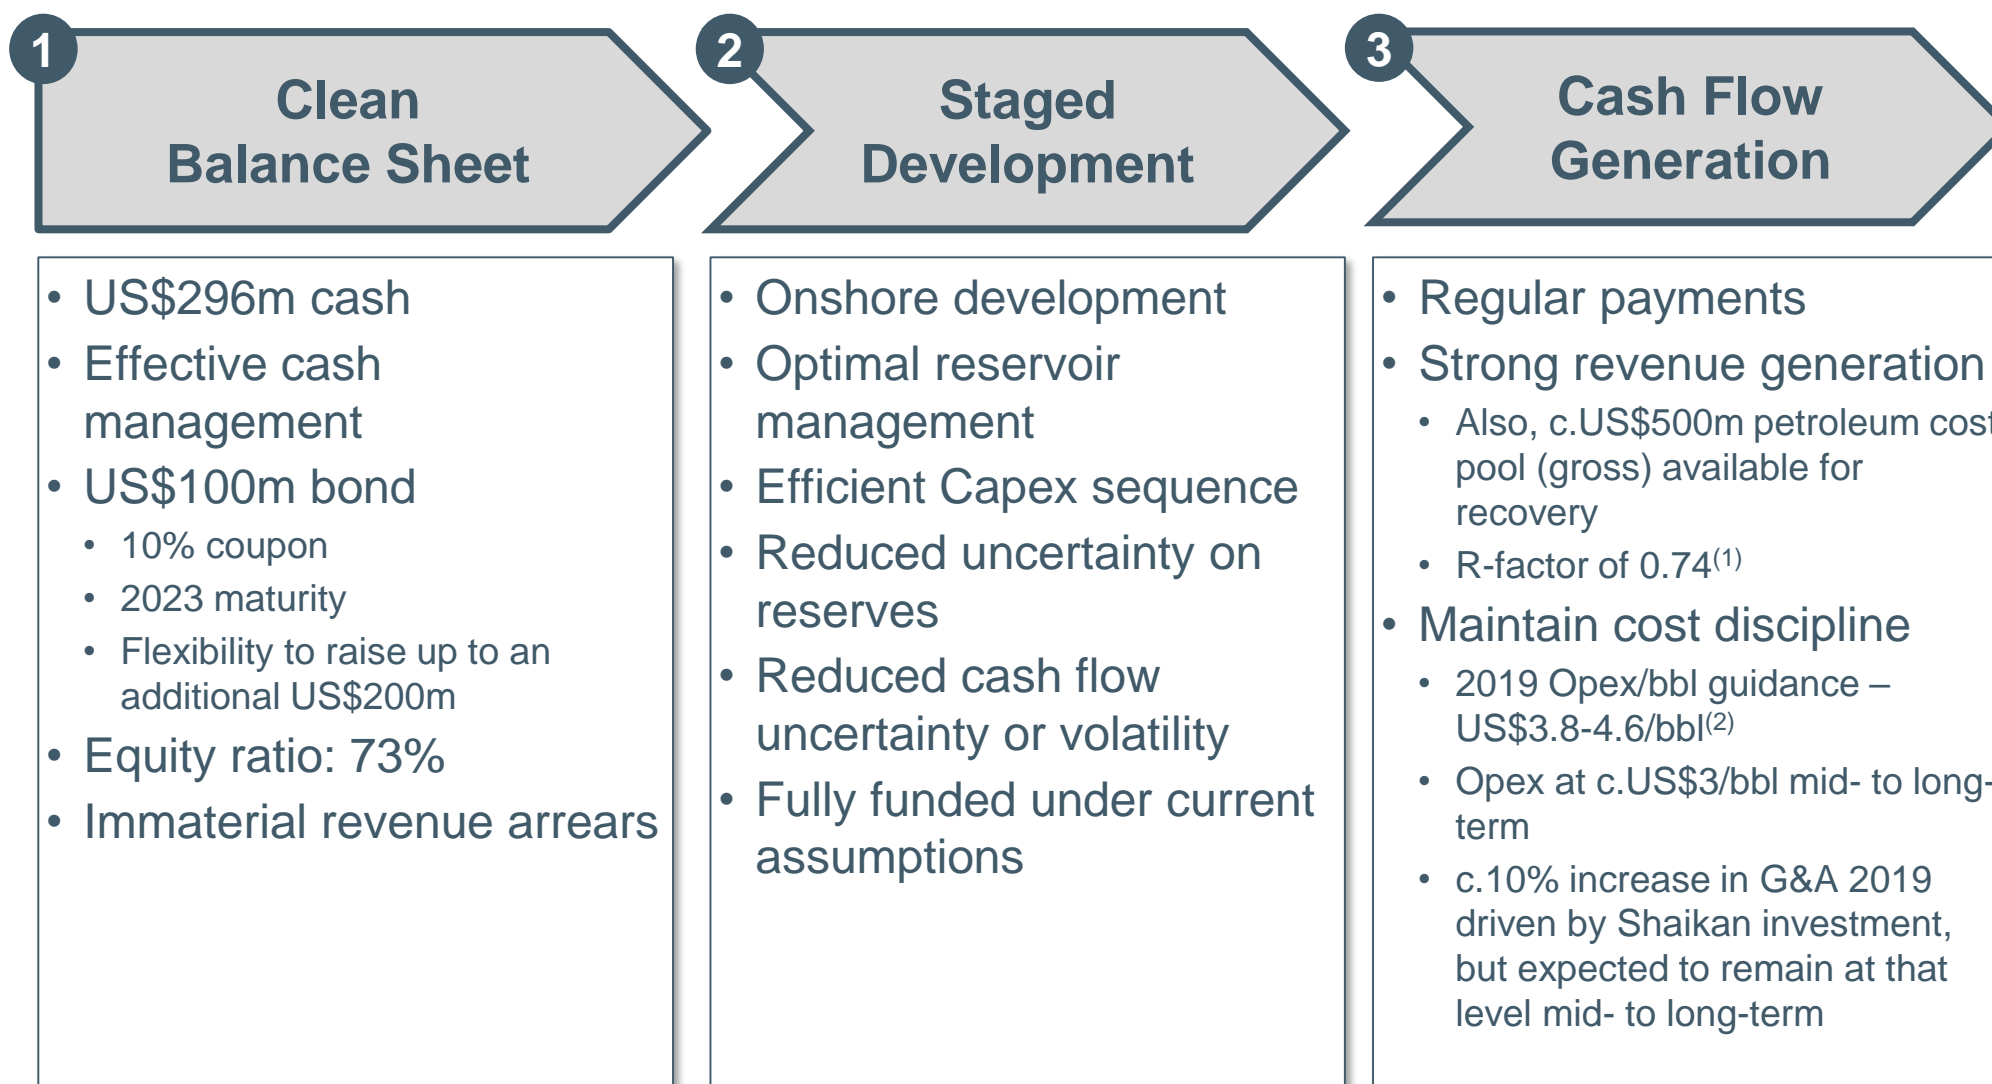 1
Clean
Balance Sheet
• US$296m cash
• Effective cash
management
• US$100m bond
• 10% coupon
• 2023 maturity
• Flexibility to raise up to an
additional US$200m
• Equity ratio: 73%
• Immaterial revenue arrears
2
Staged
Development
• Onshore development
• Optimal reservoir
management
• Efficient Capex sequence
• Reduced uncertainty on
reserves
• Reduced cash flow
uncertainty or volatility
• Fully funded under current
assumptions
3
Cash Flow
Generation
• Regular payments
• Strong revenue generation
• Also, c.US$500m petroleum cost
pool (gross) available for
recovery
• R-factor of 0.74(1)
• Maintain cost discipline
• 2019 Opex/bbl guidance –
US$3.8-4.6/bbl(2)
• Opex at c.US$3/bbl mid- to long-
term
• c.10% increase in G&A 2019
driven by Shaikan investment,
but expected to remain at that
level mid- to long-term